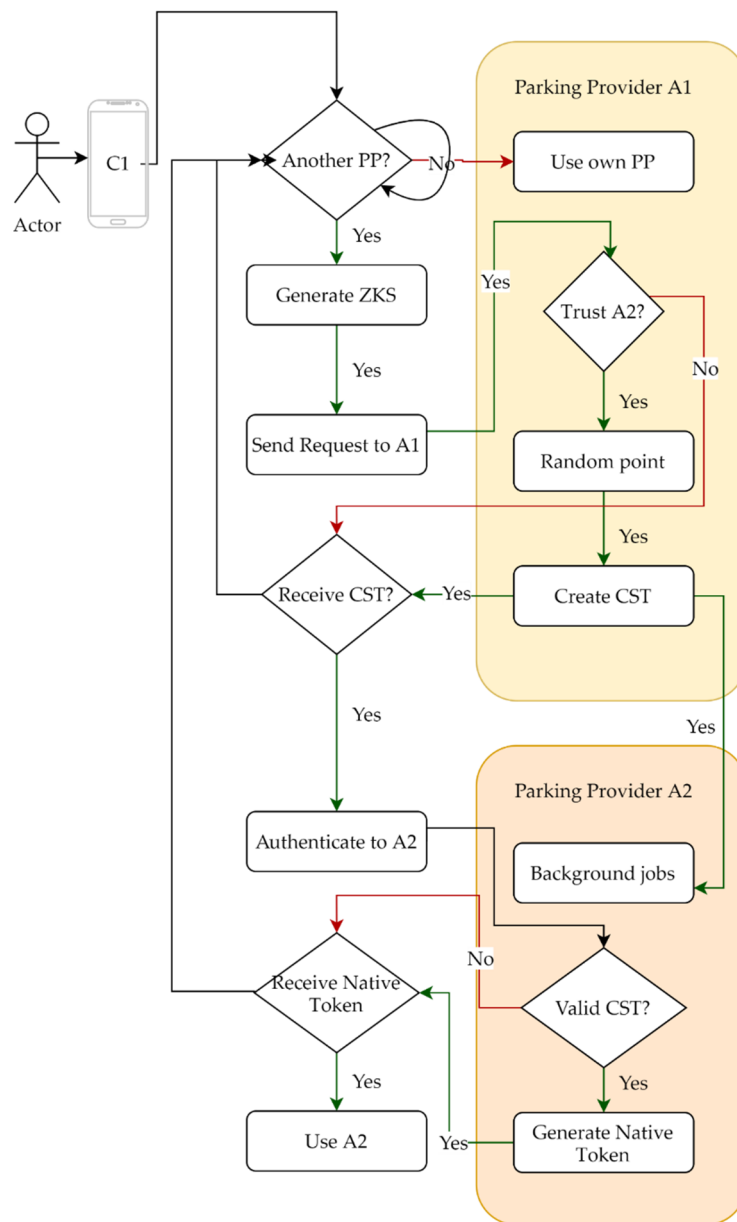 Parking Provider A1
Actor
C1
Another PP?
No
Use own PP
Yes
Generate ZKS
Yes
Trust A2?
No
Yes
Send Request to A1
Yes
Random point
Yes
Receive CST?
Yes
Create CST
Yes
Yes
Parking Provider A2
Authenticate to A2
Background jobs
No
Receive Native
Token
Valid CST?
Yes
Yes
Use A2
Yes
Generate Native
Token